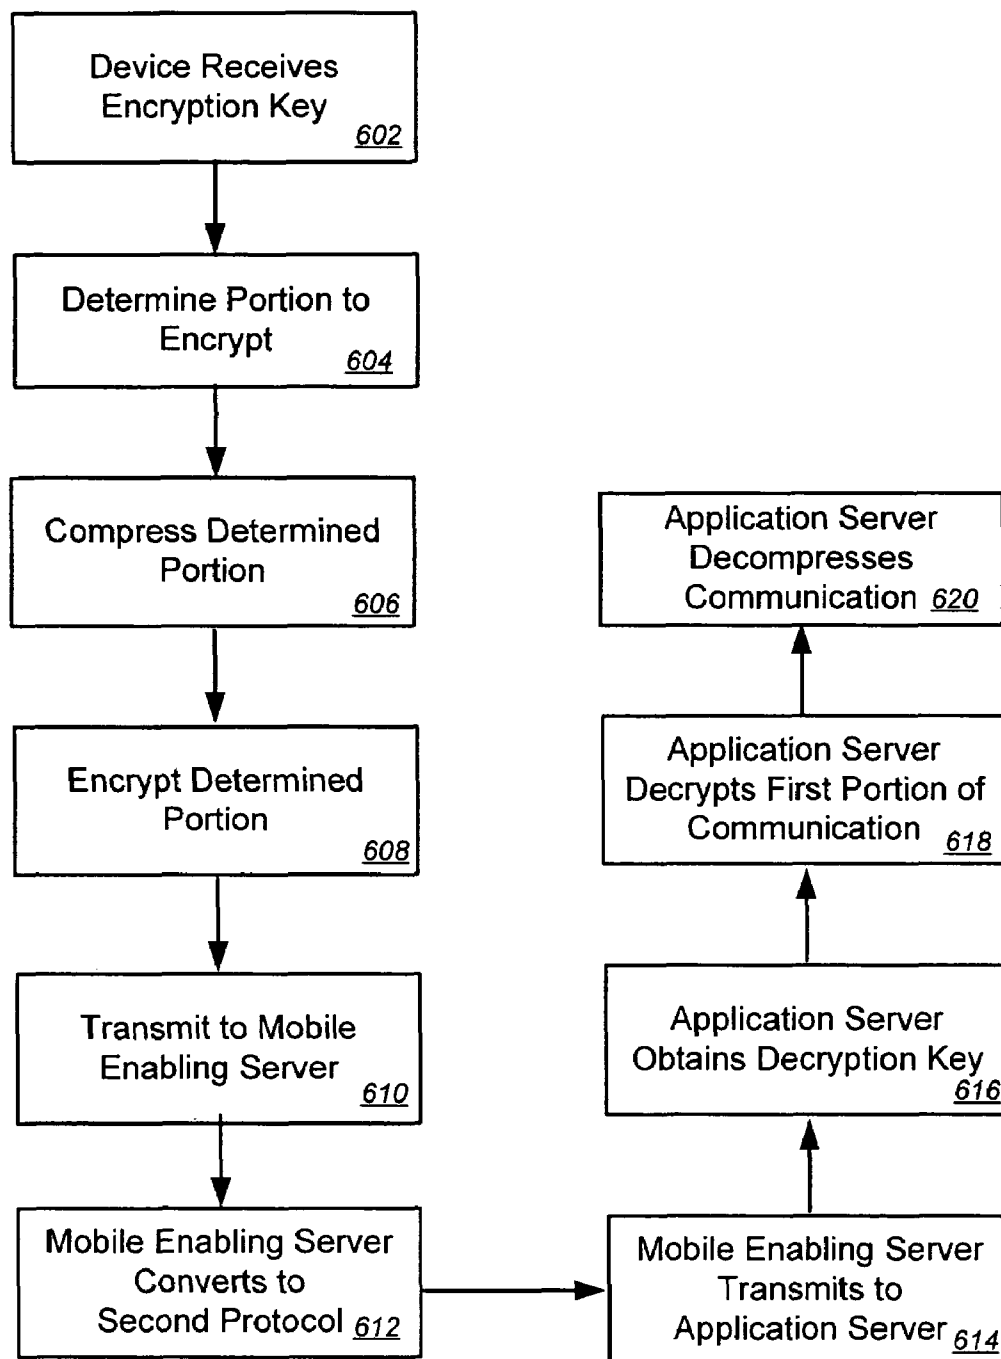 Device Receives
Encryption Key
602
Determine Portion to
Encrypt
604
Compress Determined
Portion
606
Encrypt Determined
Portion
608
Transmit to Mobile
Enabling Server
610
Mobile Enabling Server
Converts to
Second Protocol 612
Mobile Enabling Server
Transmits to
Application Server 614
Application Server
Obtains Decryption Key
616
Application Server
Decrypts First Portion of
Communication 618
Application Server
Decompresses
Communication 620